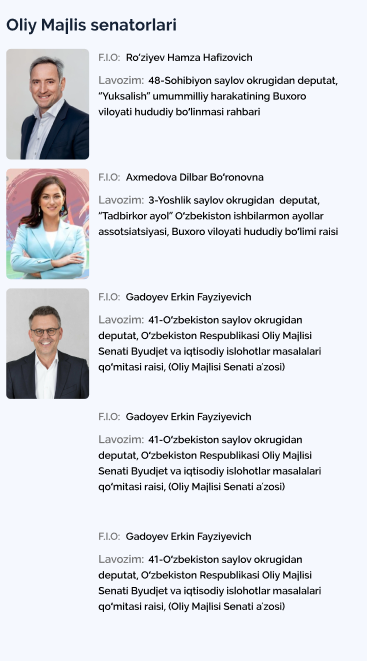 Oliy Majlis senatorlari
F.I.O: Ro‘ziyev Hamza Hafizovich
Lavozim: 48-Sohibiyon saylov okrugidan deputat,
“Yuksalish” umummilliy harakatining Buxoro
viloyati hududiy bo‘linmasi rahbari
F.I.O: Axmedova Dilbar Bo‘ronovna
Lavozim: 3-Yoshlik saylov okrugidan deputat,
“Tadbirkor ayol” O‘zbekiston ishbilarmon ayollar
assotsiatsiyasi, Buxoro viloyati hududiy bo‘limi raisi
F.I.O: Gadoyev Erkin Fayziyevich
Lavozim: 41-O‘zbekiston saylov okrugidan
deputat, O‘zbekiston Respublikasi Oliy Majlisi
Senati Byudjet va iqtisodiy islohotlar masalalari
qo‘mitasi raisi, (Oliy Majlisi Senati a’zosi)
F.I.O: Gadoyev Erkin Fayziyevich
Lavozim: 41-O‘zbekiston saylov okrugidan
deputat, O‘zbekiston Respublikasi Oliy Majlisi
Senati Byudjet va iqtisodiy islohotlar masalalari
qo‘mitasi raisi, (Oliy Majlisi Senati a’zosi)
F.I.O: Gadoyev Erkin Fayziyevich
Lavozim: 41-O‘zbekiston saylov okrugidan
deputat, O‘zbekiston Respublikasi Oliy Majlisi
Senati Byudjet va iqtisodiy islohotlar masalalari
qo‘mitasi raisi, (Oliy Majlisi Senati a’zosi)